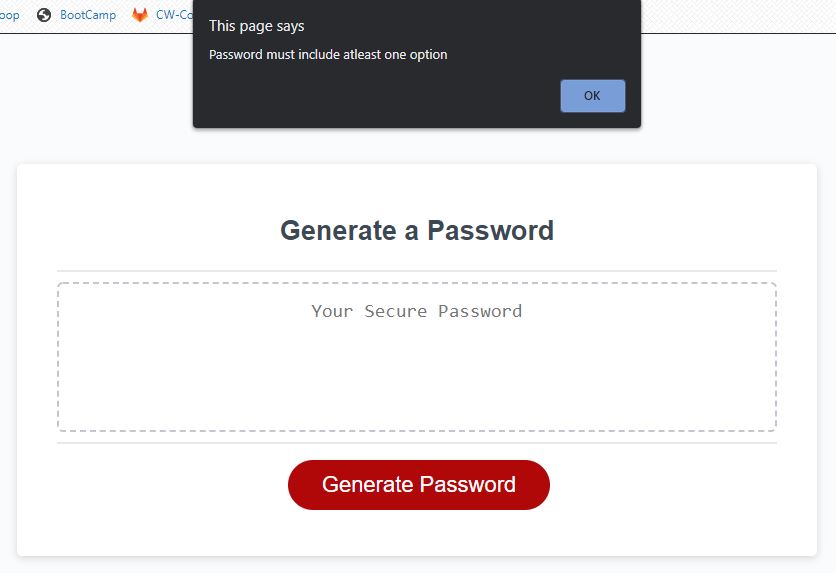 oop BootCamp CW-Co
This page says
Password must include atleast one option
OK
Generate a Password
Your Secure Password
Generate Password